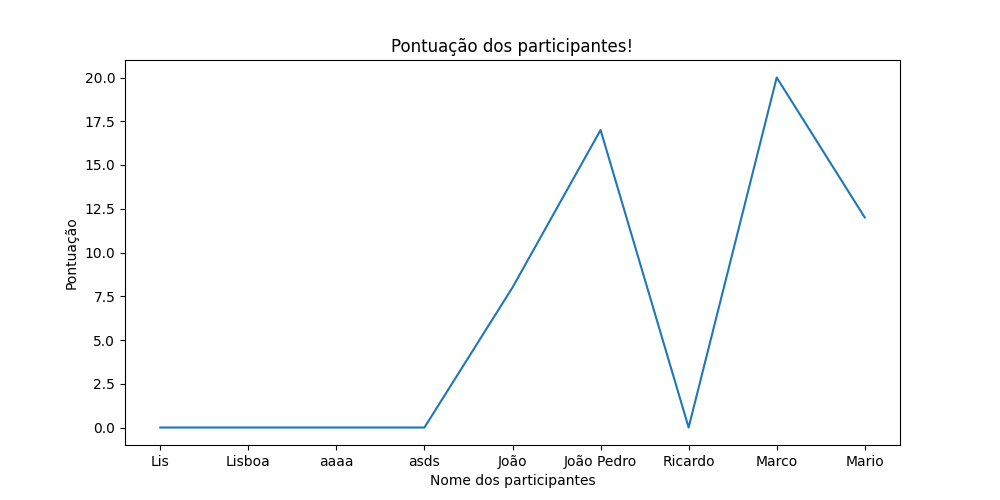 Pontuação dos participantes!
Pontuação
20.0
17.5
15.0
12.5
10.0
7.5
5.0
2.5
0.0
Lis Lisboa aaaa asds João João Pedro Ricardo Marco Mario
Nome dos participantes